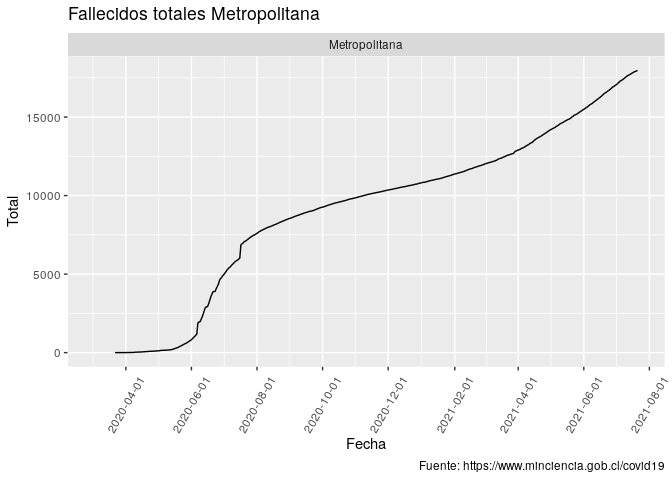 Fallecidos totales Metropolitana
Metropolitana
15000
10000
5000
0
Total
2020-04-01
2020-06-01
2020-08-01
2020-10-01
2020-12-01
2021-02-01
2021-04-01
2021-06-01
2021-08-01
Fecha
Fuente: https://www.minciencia.gob.cl/covid19